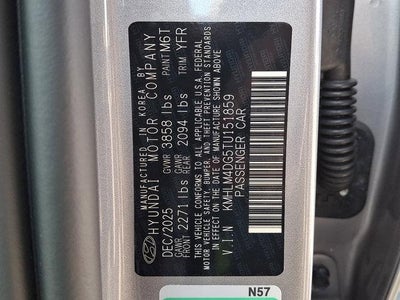 MANUFACTURED IN KOREA BY
HYUNDAI MOTOR COMPANY
DEC/2025 GVWR 3858 lbs PAINT M6T
GAWR FRONT 2271 lbs GAWR REAR 2094 lbs TRIM YFR
THIS VEHICLE CONFORMS TO ALL APPLICABLE U.S.A. FEDERAL
MOTOR VEHICLE SAFETY, BUMPER, AND THEFT PREVENTION STANDARDS
IN EFFECT ON THE DATE OF MANUFACTURE SHOWN ABOVE
V.I.N KMHLM4DG5TU151859
PASSENGER CAR
N57